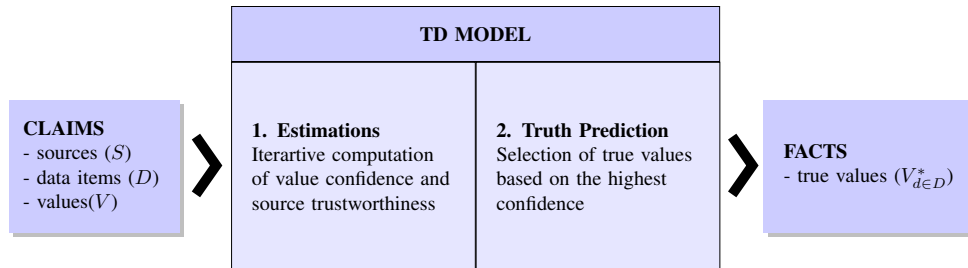 TD MODEL
CLAIMS
- sources (S)
- data items (D)
- values(V)
1. Estimations
Iterartive computation
of value confidence and
source trustworthiness
2. Truth Prediction
Selection of true values
based on the highest
confidence
FACTS
- true values (V*d∈D)